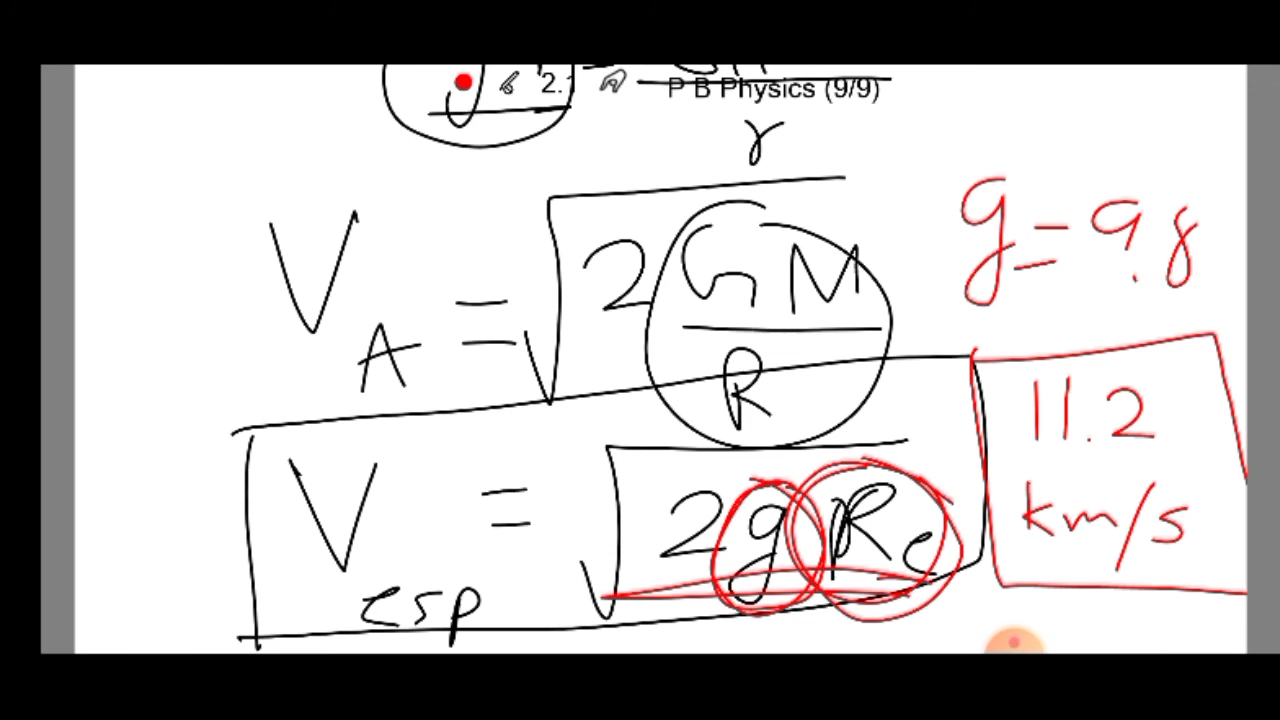 P B Physics (9/9)
r
V_A = √(2GM/R)
g = 9.8
V_esp = √(2gRe)
11.2
km/s